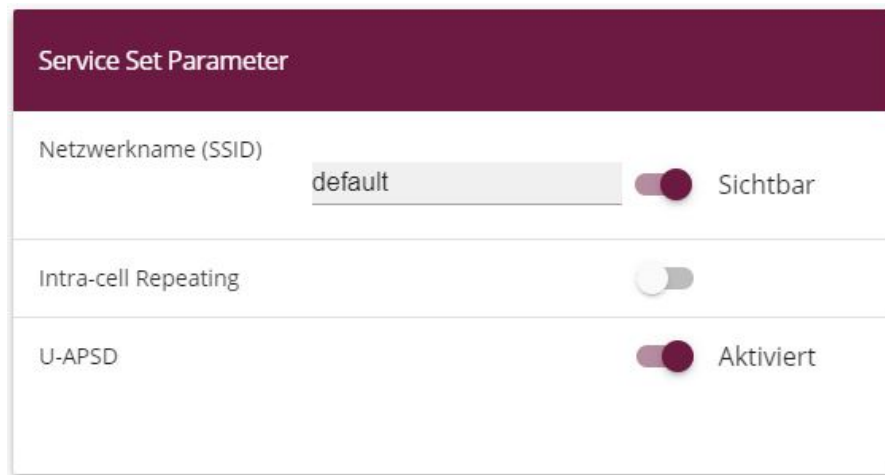 Service Set Parameter
Netzwerkname (SSID)
default Sichtbar
Intra-cell Repeating
U-APSD Aktiviert